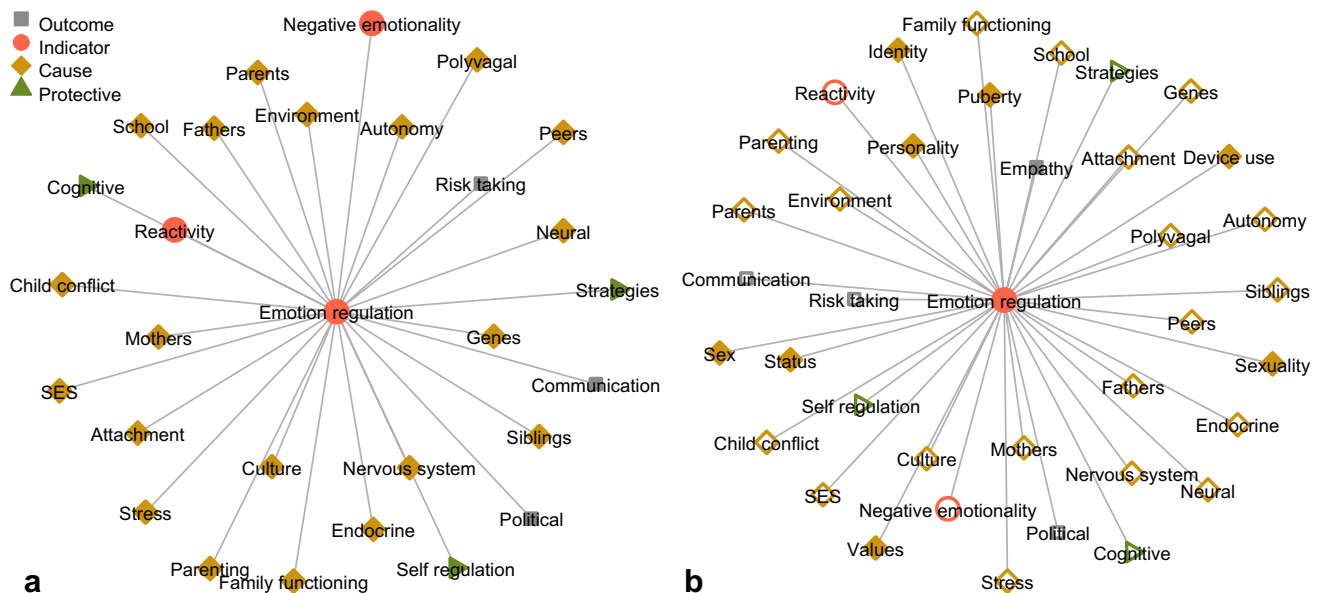 Outcome
Indicator
Cause
Protective
Negative emotionality
Polyvagal
Parents
Environment
School
Fathers
Autonomy
Peers
Risk taking
Cognitive
Reactivity
Neural
Child conflict
Strategies
Emotion regulation
Mothers
Genes
SES
Communication
Attachment
Siblings
Culture
Nervous system
Stress
Political
Endocrine
Parenting
Family functioning
Self regulation
a
Family functioning
Identity
School
Strategies
Reactivity
Puberty
Genes
Parenting
Personality
Empathy
Attachment
Device use
Parents
Environment
Autonomy
Polyvagal
Communication
Risk taking
Emotion regulation
Siblings
Peers
Sex
Status
Sexuality
Fathers
Self regulation
Endocrine
Child conflict
Culture
Mothers
Nervous system
SES
Neural
Negative emotionality
Political
Values
Cognitive
Stress
b